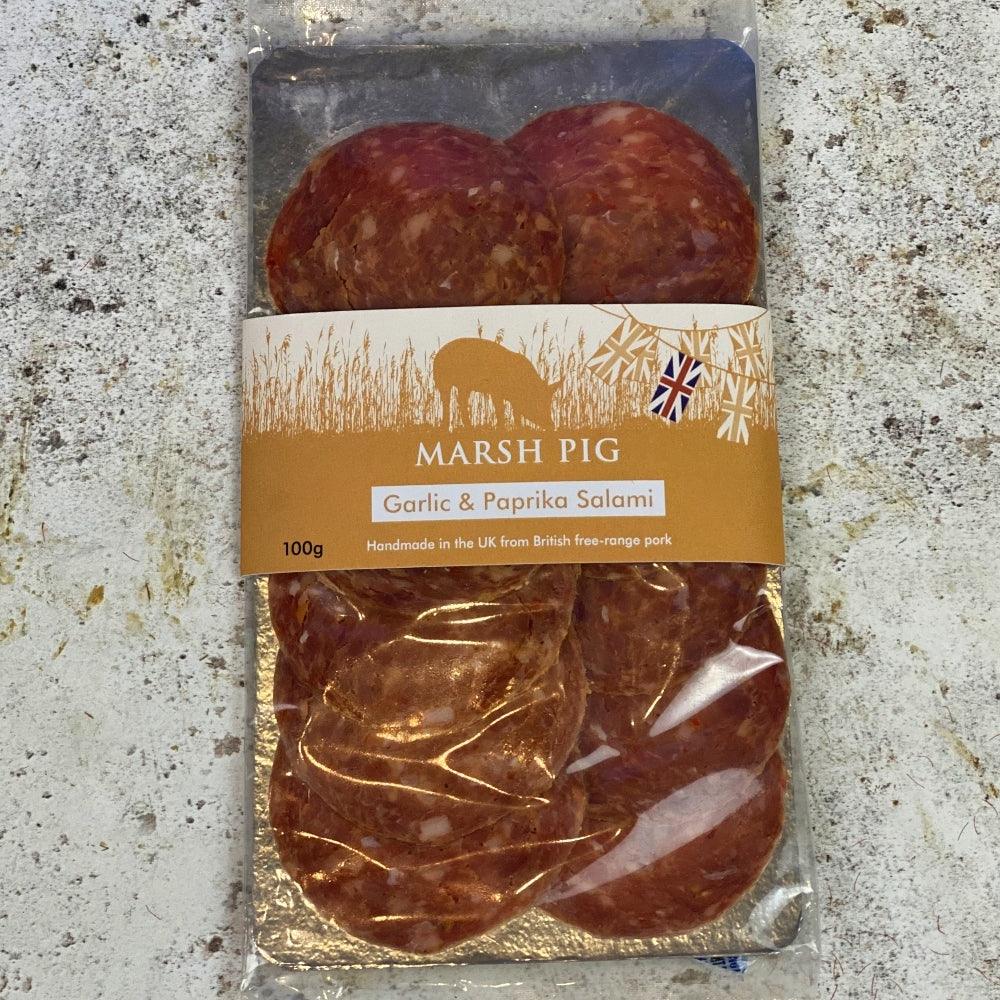 MARSH PIG
Garlic & Paprika Salami
100g
Handmade in the UK from British free-range pork